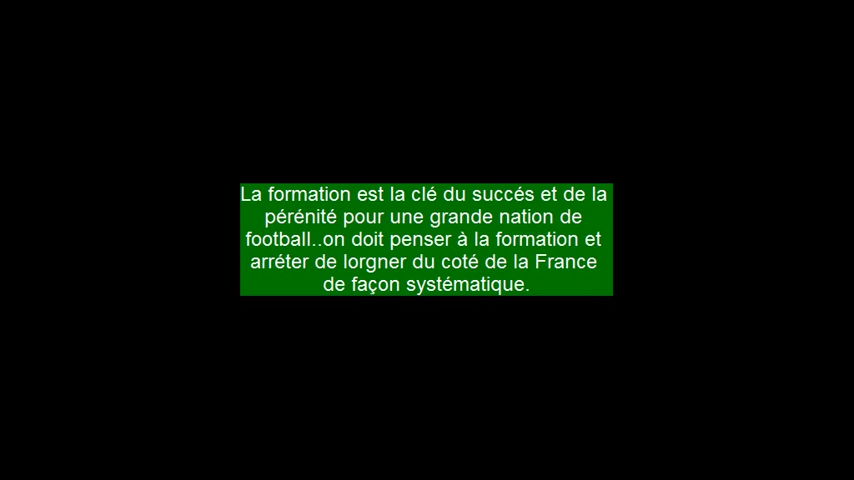 La formation est la clé du succés et de la
pérénité pour une grande nation de
football..on doit penser à la formation et
arréter de lorgner du coté de la France
de façon systématique.